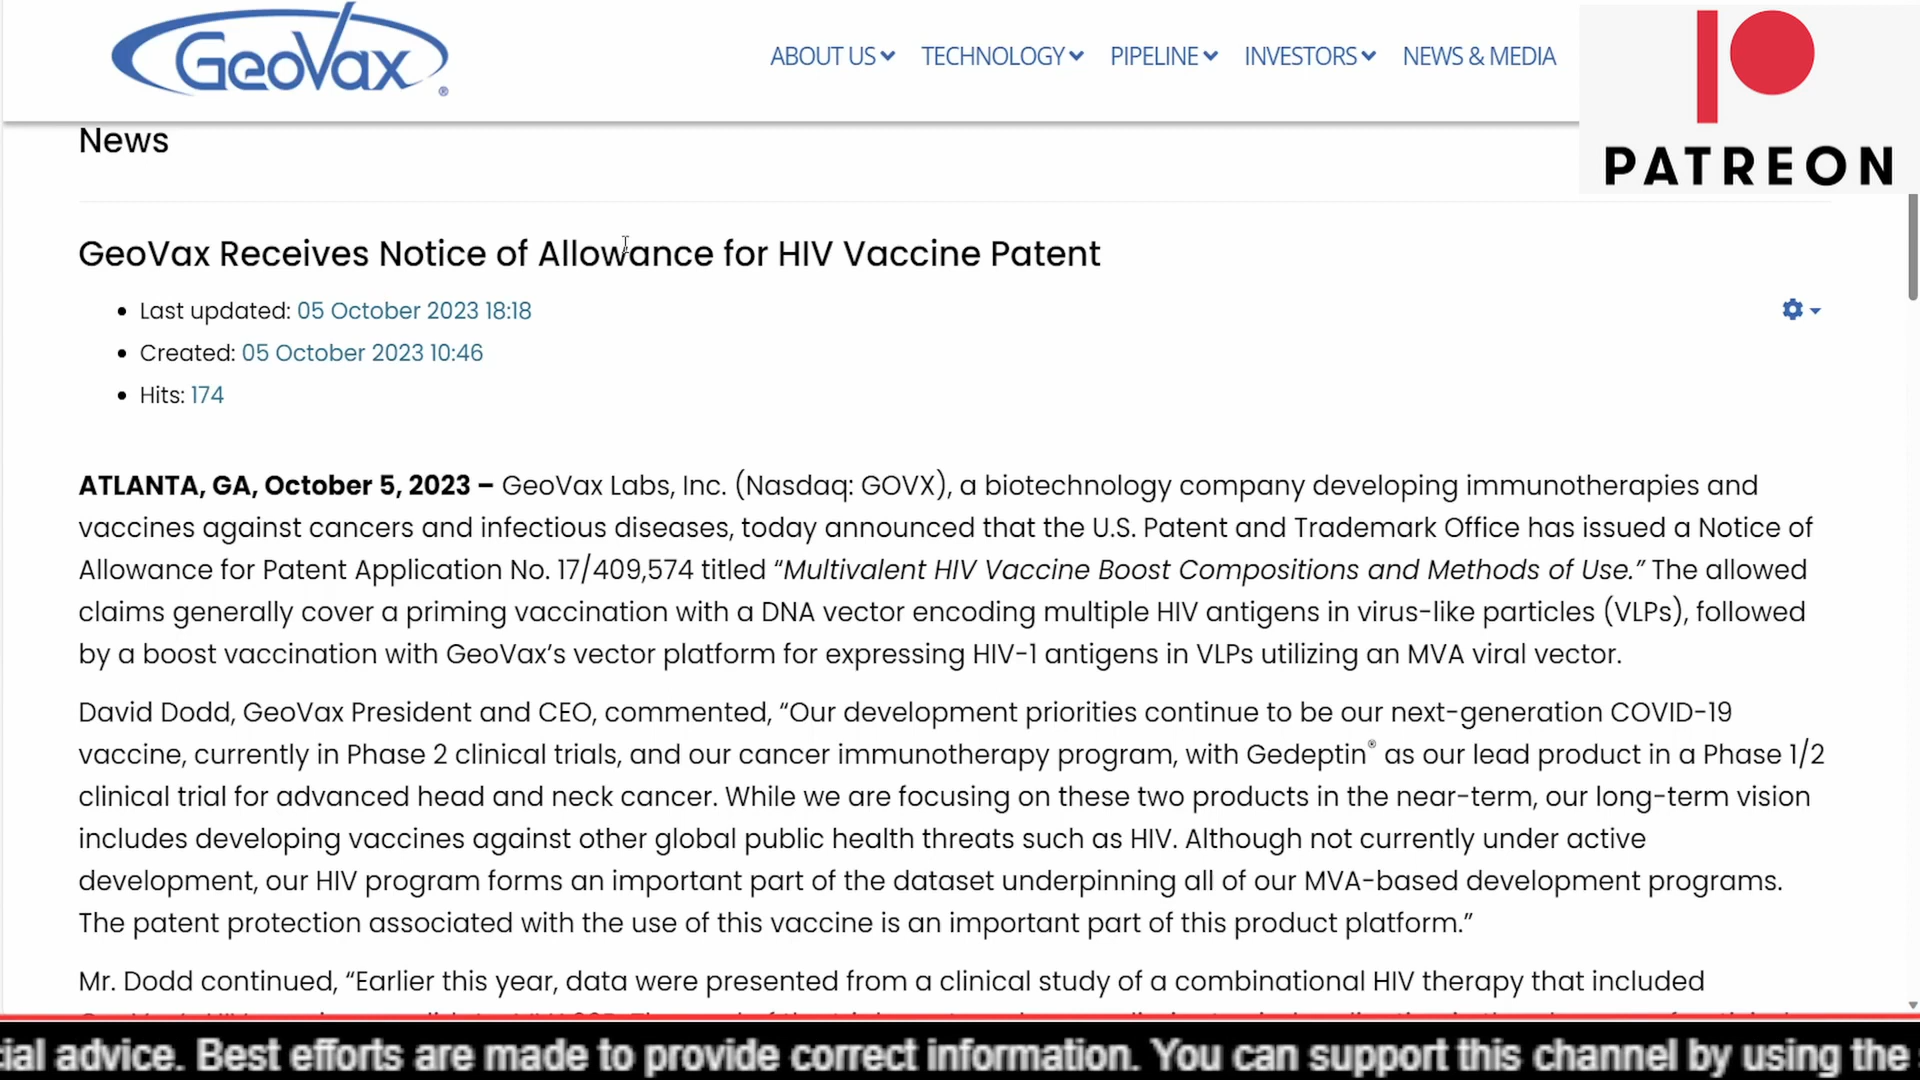 GeoVax
ABOUT US
TECHNOLOGY
PIPELINE
INVESTORS
NEWS & MEDIA
PATREON
News
GeoVax Receives Notice of Allowance for HIV Vaccine Patent
Last updated: 05 October 2023 18:18
Created: 05 October 2023 10:46
Hits: 174
ATLANTA, GA, October 5, 2023 – GeoVax Labs, Inc. (Nasdaq: GOVX), a biotechnology company developing immunotherapies and
vaccines against cancers and infectious diseases, today announced that the U.S. Patent and Trademark Office has issued a Notice of
Allowance for Patent Application No. 17/409,574 titled “Multivalent HIV Vaccine Boost Compositions and Methods of Use.” The allowed
claims generally cover a priming vaccination with a DNA vector encoding multiple HIV antigens in virus-like particles (VLPs), followed
by a boost vaccination with GeoVax’s vector platform for expressing HIV-1 antigens in VLPs utilizing an MVA viral vector.
David Dodd, GeoVax President and CEO, commented, “Our development priorities continue to be our next-generation COVID-19
vaccine, currently in Phase 2 clinical trials, and our cancer immunotherapy program, with Gedeptin® as our lead product in a Phase 1/2
clinical trial for advanced head and neck cancer. While we are focusing on these two products in the near-term, our long-term vision
includes developing vaccines against other global public health threats such as HIV. Although not currently under active
development, our HIV program forms an important part of the dataset underpinning all of our MVA-based development programs.
The patent protection associated with the use of this vaccine is an important part of this product platform.”
Mr. Dodd continued, “Earlier this year, data were presented from a clinical study of a combinational HIV therapy that included
cial advice. Best efforts are made to provide correct information. You can support this channel by using the